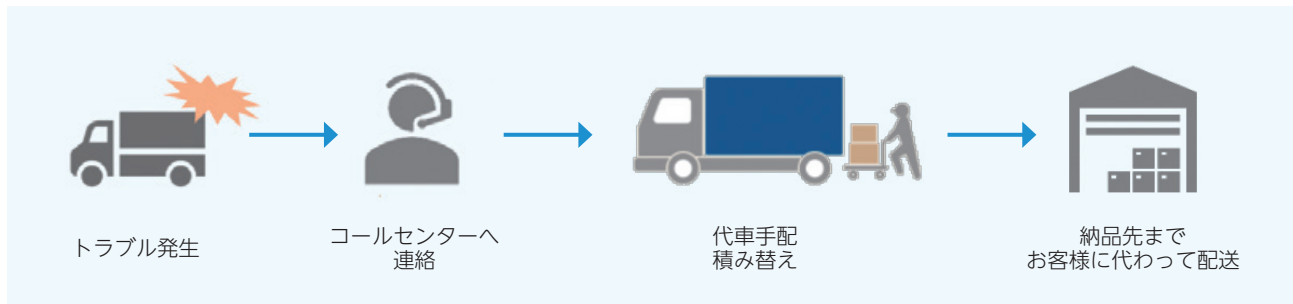 トラブル発生
コールセンターへ
連絡
代車手配
積み替え
納品先まで
お客様に代わって配送